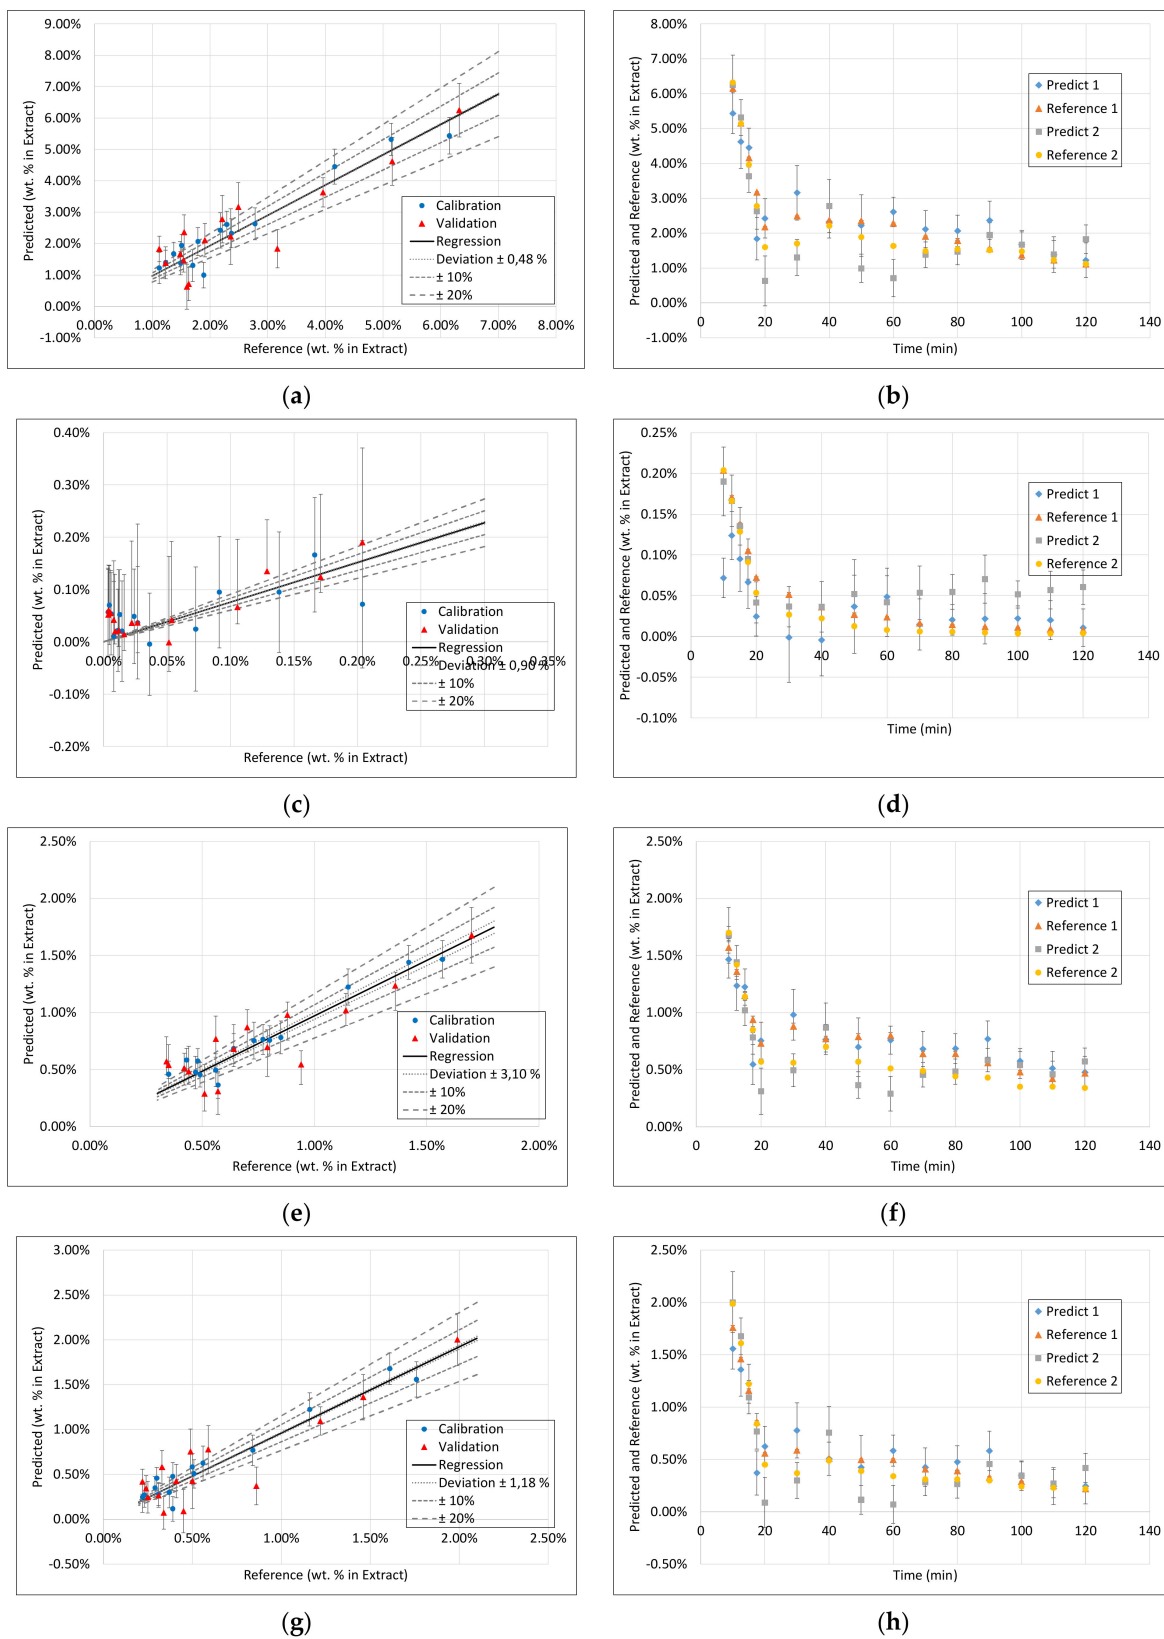 9.00%
8.00%
7.00%
6.00%
5.00%
4.00%
3.00%
2.00%
1.00%
0.00%
-1.00%
0.00% 1.00% 2.00% 3.00% 4.00% 5.00% 6.00% 7.00% 8.00%
Predicted (wt. % in Extract)
Reference (wt. % in Extract)
Calibration
Validation
Regression
Deviation ± 0,48 %
± 10%
± 20%
(a)
8.00%
7.00%
6.00%
5.00%
4.00%
3.00%
2.00%
1.00%
0.00%
-1.00%
0 20 40 60 80 100 120 140
Predicted and Reference (wt. % in Extract)
Time (min)
Predict 1
Reference 1
Predict 2
Reference 2
(b)
0.40%
0.30%
0.20%
0.10%
0.00%
-0.10%
-0.20%
0.00% 0.05% 0.10% 0.15% 0.20% 0.25% 0.30% 0.35%
Predicted (wt. % in Extract)
Reference (wt. % in Extract)
Calibration
Validation
Regression
Deviation ± 0,90 %
± 10%
± 20%
(c)
0.25%
0.20%
0.15%
0.10%
0.05%
0.00%
-0.05%
-0.10%
0 20 40 60 80 100 120 140
Predicted and Reference (wt. % in Extract)
Time (min)
Predict 1
Reference 1
Predict 2
Reference 2
(d)
2.50%
2.00%
1.50%
1.00%
0.50%
0.00%
0.00% 0.50% 1.00% 1.50% 2.00%
Predicted (wt. % in Extract)
Reference (wt. % in Extract)
Calibration
Validation
Regression
Deviation ± 3,10 %
± 10%
± 20%
(e)
2.50%
2.00%
1.50%
1.00%
0.50%
0.00%
0 20 40 60 80 100 120 140
Predicted and Reference (wt. % in Extract)
Time (min)
Predict 1
Reference 1
Predict 2
Reference 2
(f)
3.00%
2.50%
2.00%
1.50%
1.00%
0.50%
0.00%
-0.50%
0.00% 0.50% 1.00% 1.50% 2.00% 2.50%
Predicted (wt. % in Extract)
Reference (wt. % in Extract)
Calibration
Validation
Regression
Deviation ± 1,18 %
± 10%
± 20%
(g)
2.50%
2.00%
1.50%
1.00%
0.50%
0.00%
-0.50%
0 20 40 60 80 100 120 140
Predicted and Reference (wt. % in Extract)
Time (min)
Predict 1
Reference 1
Predict 2
Reference 2
(h)